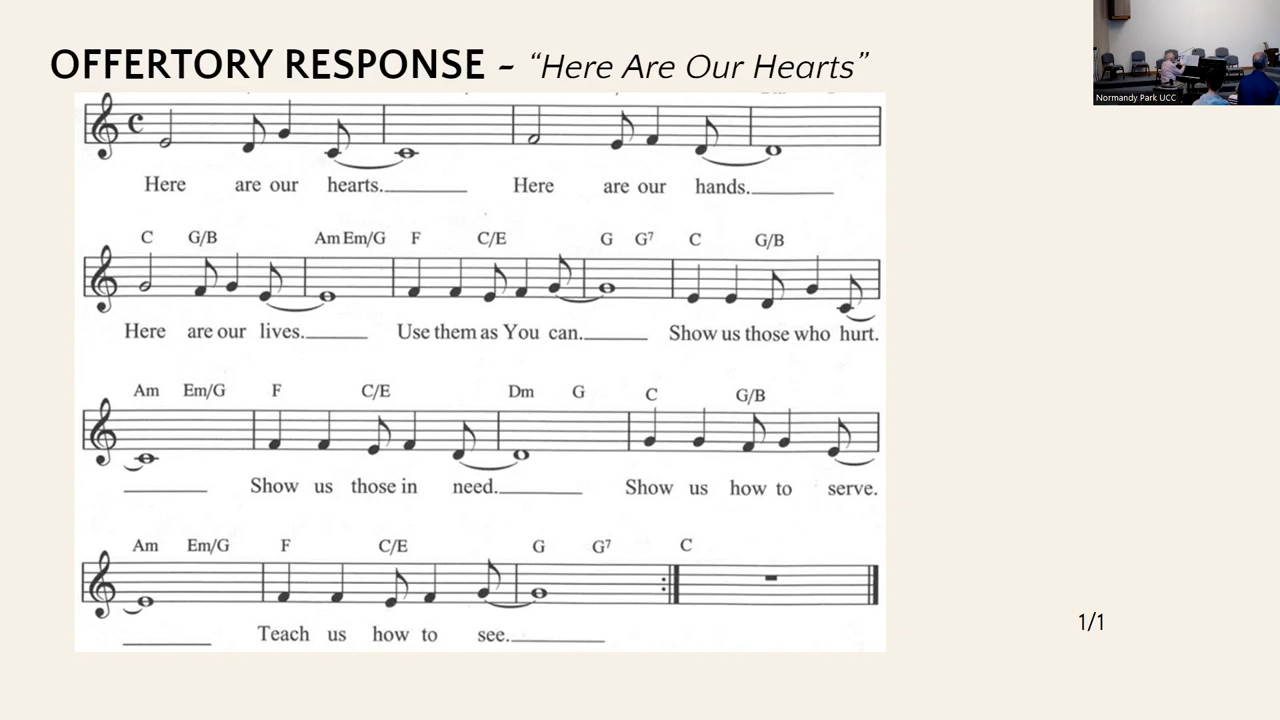 OFFERTORY RESPONSE - “Here Are Our Hearts”
Normandy Park UCC
Here are our hearts. Here are our hands.
C G/B Am Em/G F C/E G G7 C G/B
Here are our lives. Use them as You can. Show us those who hurt.
Am Em/G F C/E Dm G C G/B
Show us those in need. Show us how to serve.
Am Em/G F C/E G G7 C
Teach us how to see.
1/1